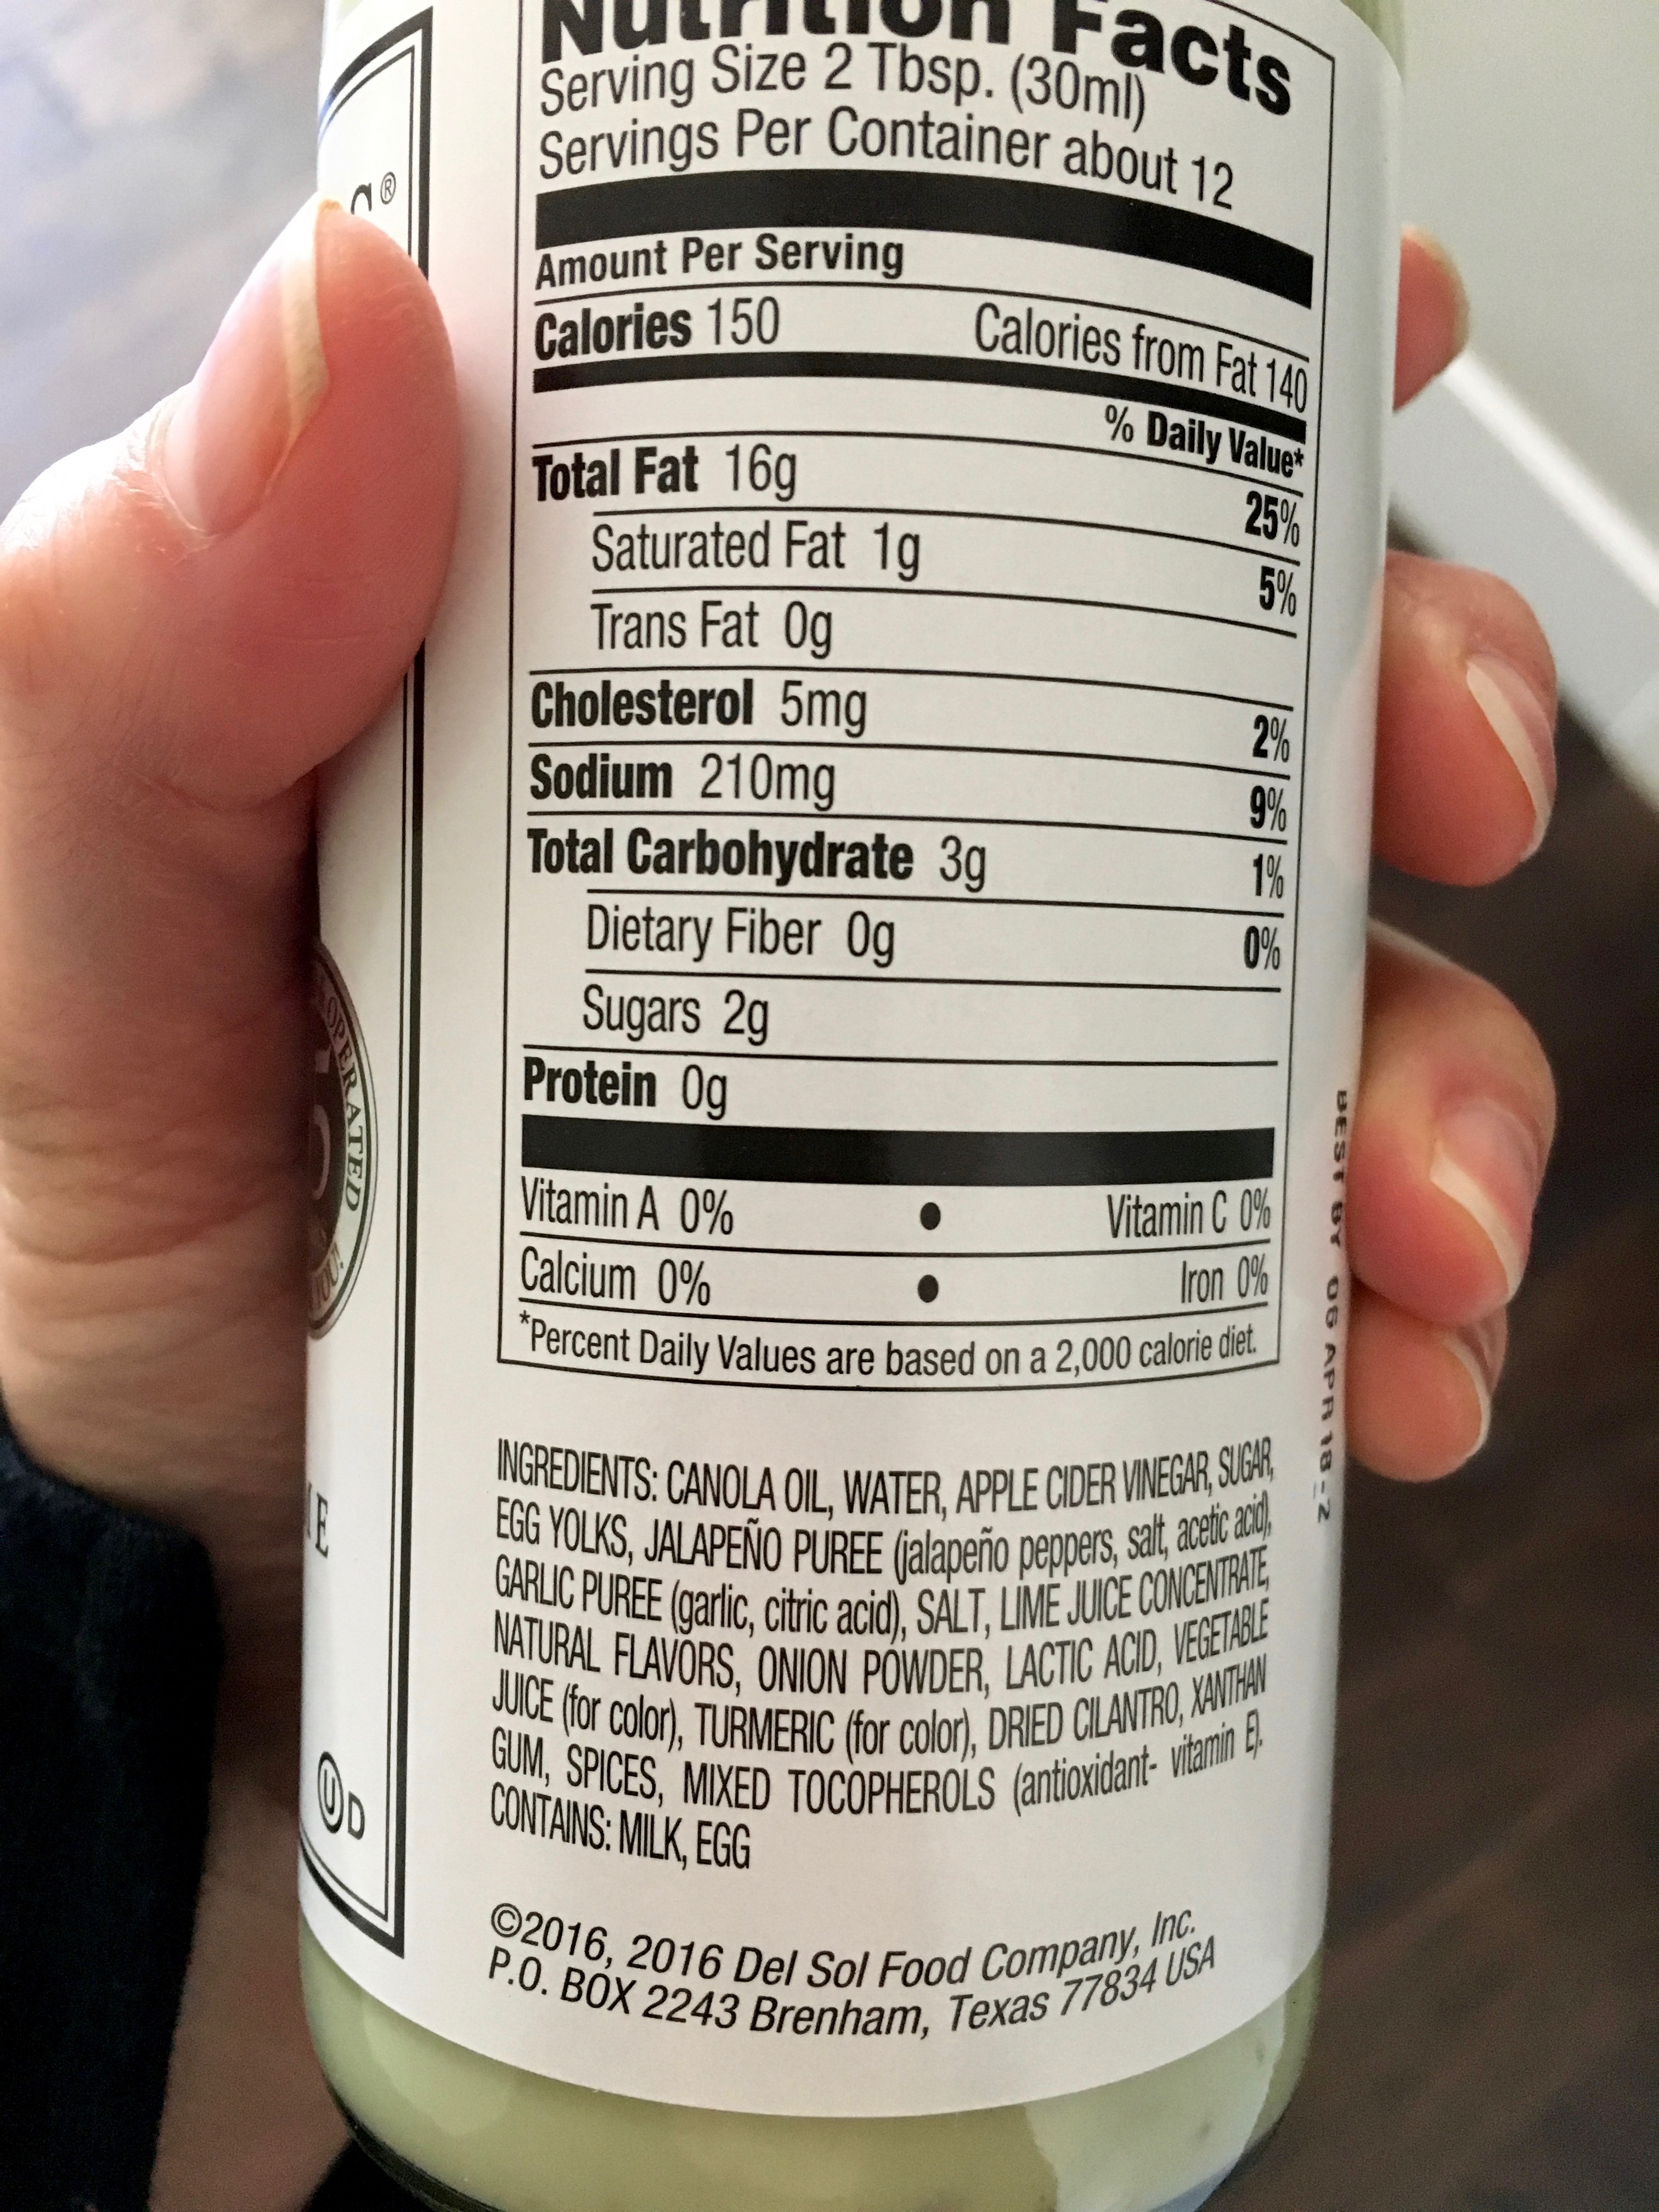 Nutrition Facts
Serving Size 2 Tbsp. (30ml)
Servings Per Container about 12
Amount Per Serving
Calories 150 Calories from Fat 140
% Daily Value*
Total Fat 16g 25%
Saturated Fat 1g 5%
Trans Fat 0g
Cholesterol 5mg 2%
Sodium 210mg 9%
Total Carbohydrate 3g 1%
Dietary Fiber 0g 0%
Sugars 2g
Protein 0g
Vitamin A 0% • Vitamin C 0%
Calcium 0% • Iron 0%
*Percent Daily Values are based on a 2,000 calorie diet.
INGREDIENTS: CANOLA OIL, WATER, APPLE CIDER VINEGAR, SUGAR,
EGG YOLKS, JALAPEÑO PUREE (jalapeño peppers, salt, acetic acid),
GARLIC PUREE (garlic, citric acid), SALT, LIME JUICE CONCENTRATE,
NATURAL FLAVORS, ONION POWDER, LACTIC ACID, VEGETABLE
JUICE (for color), TURMERIC (for color), DRIED CILANTRO, XANTHAN
GUM, SPICES, MIXED TOCOPHEROLS (antioxidant- vitamin E).
CONTAINS: MILK, EGG
©2016, 2016 Del Sol Food Company, Inc.
P.O. BOX 2243 Brenham, Texas 77834 USA
BEST BY 06 APR 18 -2
OPERATED
Ⓤ D